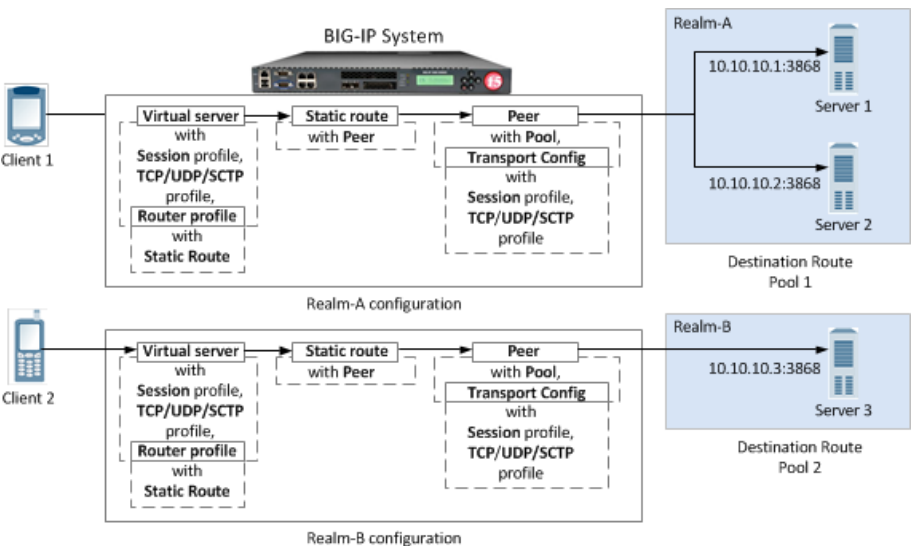 BIG-IP System
f5
Client 1
Virtual server
with
Session profile,
TCP/UDP/SCTP
profile,
Router profile
with
Static Route
Static route
with Peer
Peer
with Pool,
Transport Config
with
Session profile,
TCP/UDP/SCTP
profile
Realm-A configuration
Realm-A
10.10.10.1:3868
Server 1
10.10.10.2:3868
Server 2
Destination Route
Pool 1
Client 2
Virtual server
with
Session profile,
TCP/UDP/SCTP
profile,
Router profile
with
Static Route
Static route
with Peer
Peer
with Pool,
Transport Config
with
Session profile,
TCP/UDP/SCTP
profile
Realm-B configuration
Realm-B
10.10.10.3:3868
Server 3
Destination Route
Pool 2